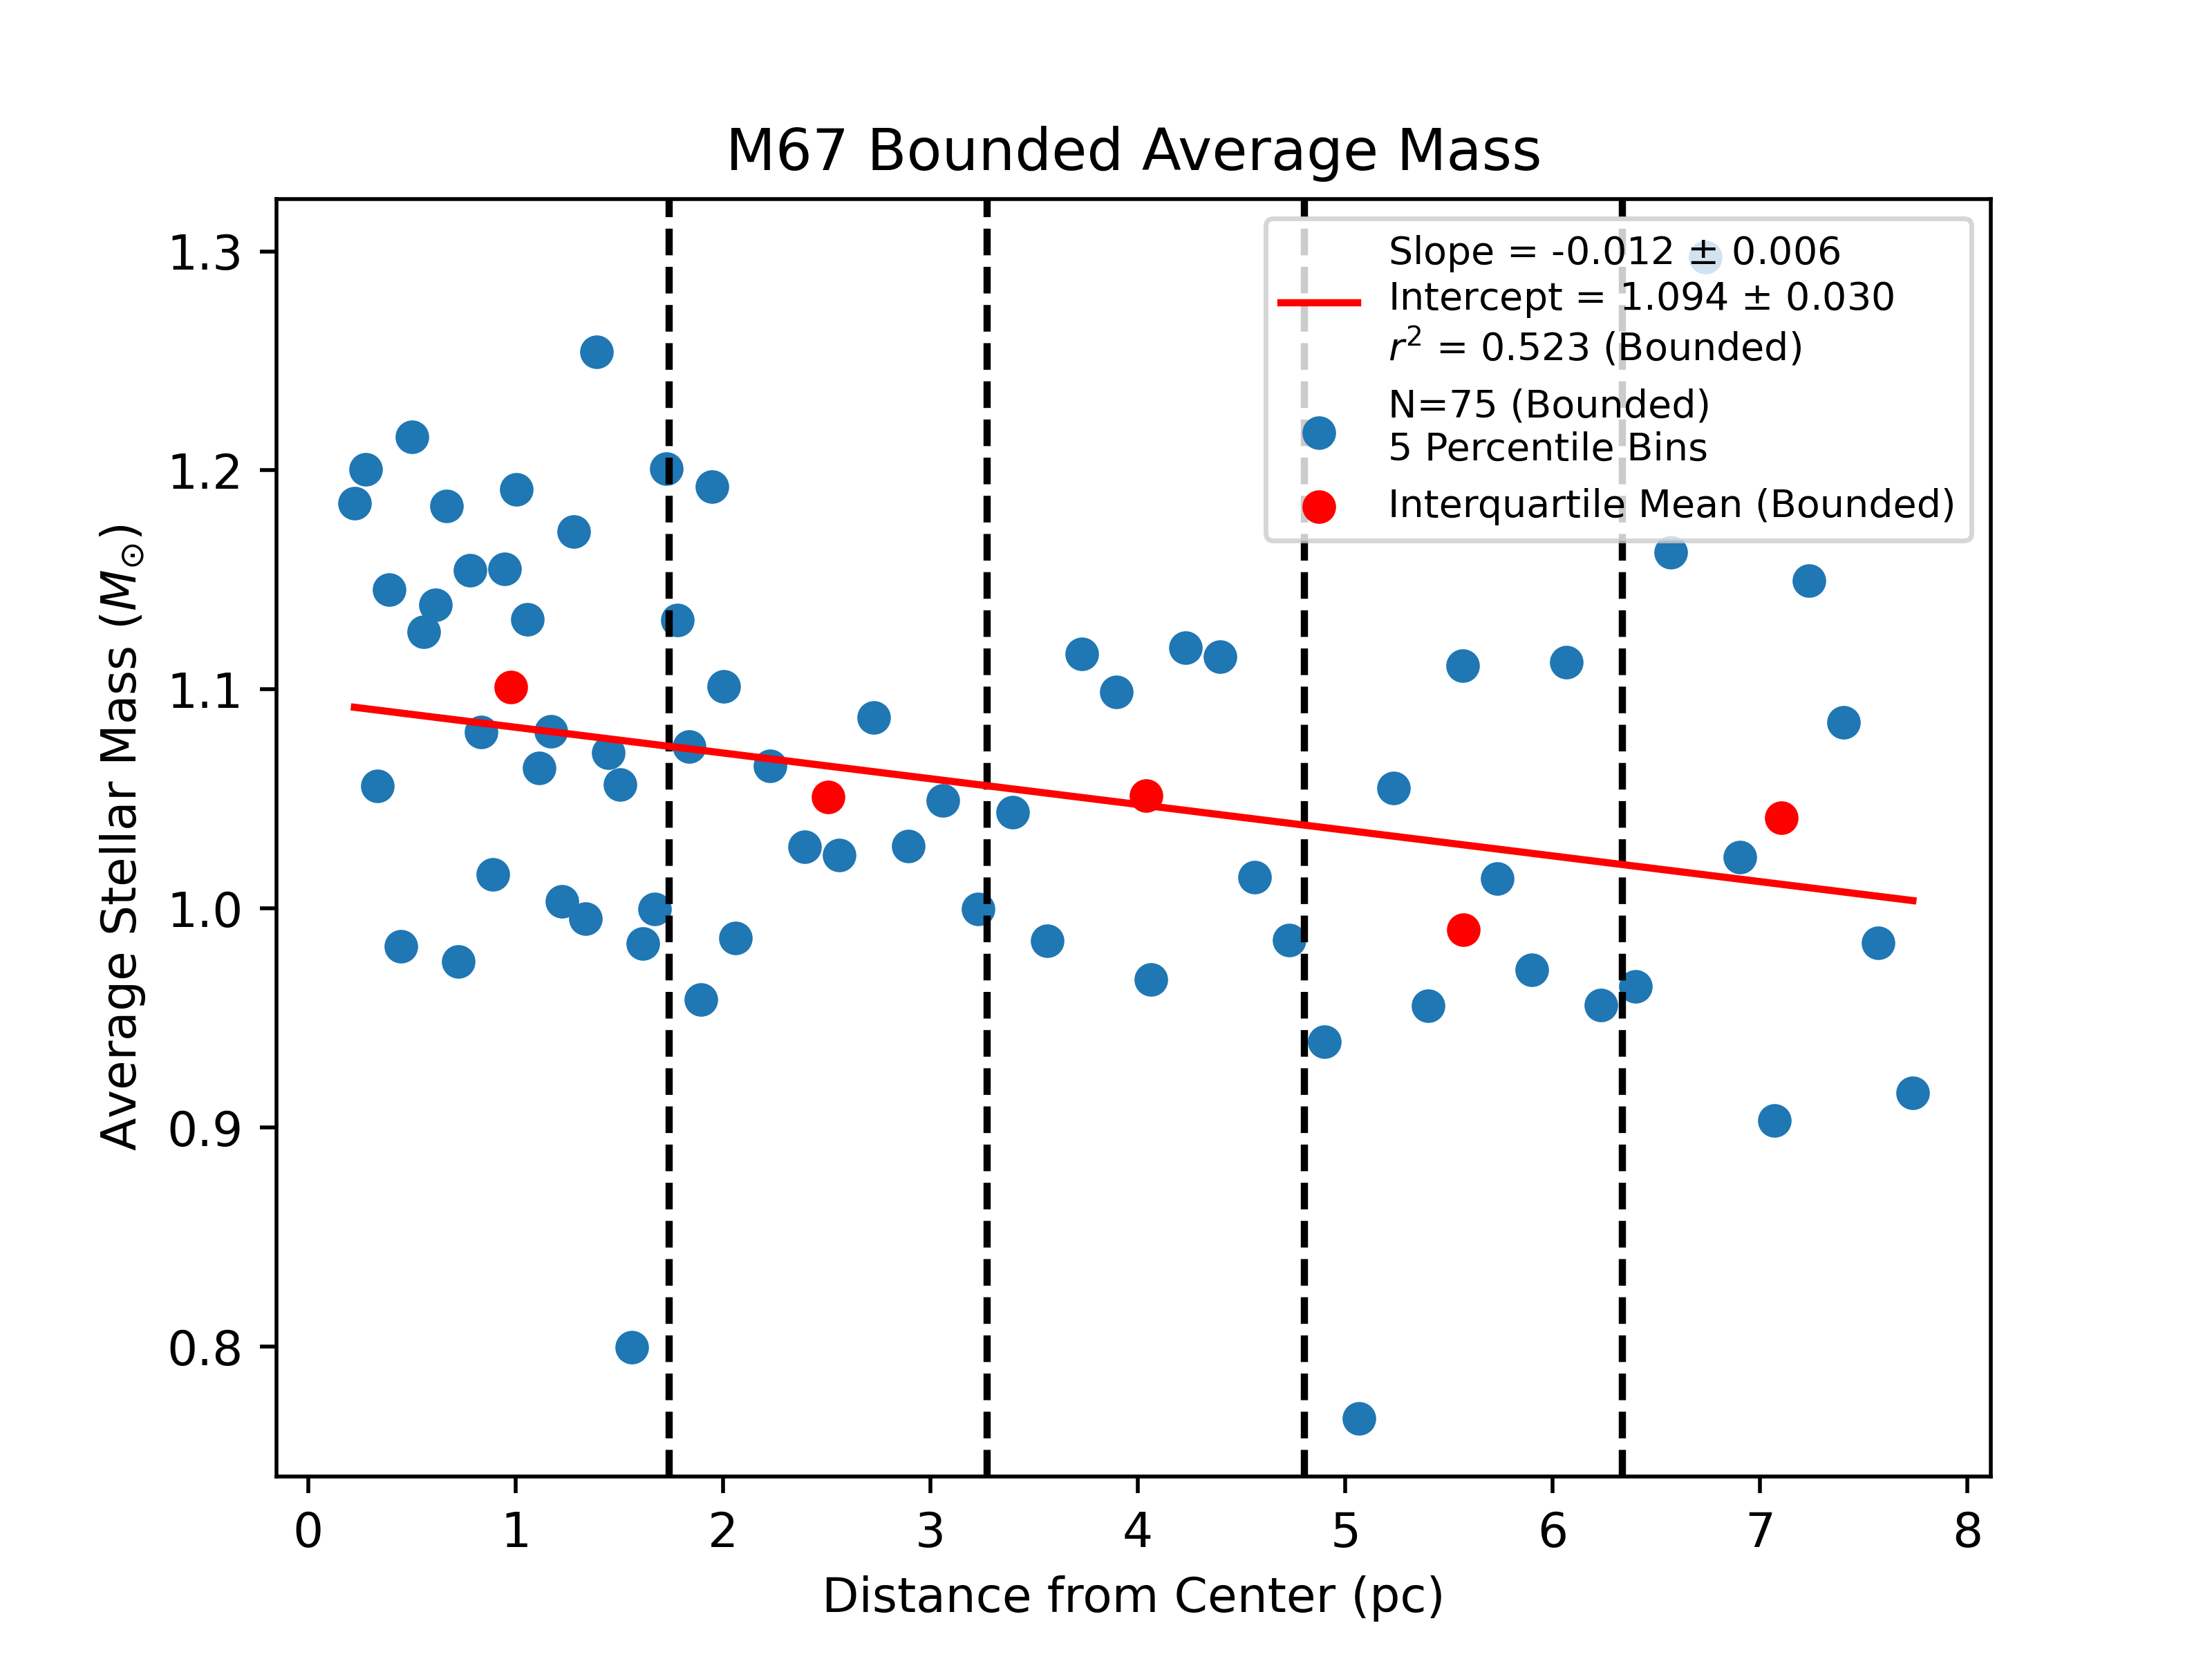 M67 Bounded Average Mass
Slope = -0.012 ± 0.006
Intercept = 1.094 ± 0.030
r² = 0.523 (Bounded)
N=75 (Bounded)
5 Percentile Bins
Interquartile Mean (Bounded)
Average Stellar Mass (M⊙)
1.3
1.2
1.1
1.0
0.9
0.8
0 1 2 3 4 5 6 7 8
Distance from Center (pc)